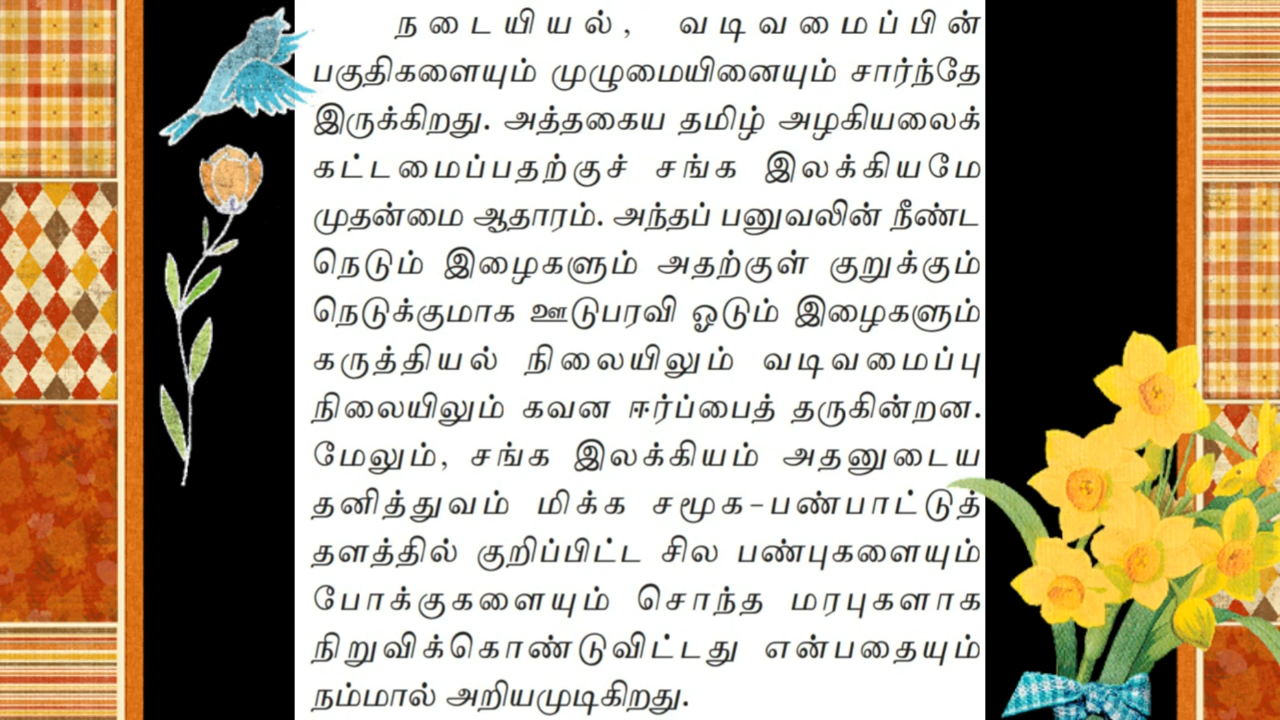 நடையியல், வடிவமைப்பின்
பகுதிகளையும் முழுமையினையும் சார்ந்தே
இருக்கிறது. அத்தகைய தமிழ் அழகியலைக்
கட்டமைப்பதற்குச் சங்க இலக்கியமே
முதன்மை ஆதாரம். அந்தப் பனுவலின் நீண்ட
நெடும் இழைகளும் அதற்குள் குறுக்கும்
நெடுக்குமாக ஊடுபரவி ஓடும் இழைகளும்
கருத்தியல் நிலையிலும் வடிவமைப்பு
நிலையிலும் கவன ஈர்ப்பைத் தருகின்றன.
மேலும், சங்க இலக்கியம் அதனுடைய
தனித்துவம் மிக்க சமூக-பண்பாட்டுத்
தளத்தில் குறிப்பிட்ட சில பண்புகளையும்
போக்குகளையும் சொந்த மரபுகளாக
நிறுவிக்கொண்டுவிட்டது என்பதையும்
நம்மால் அறியமுடிகிறது.